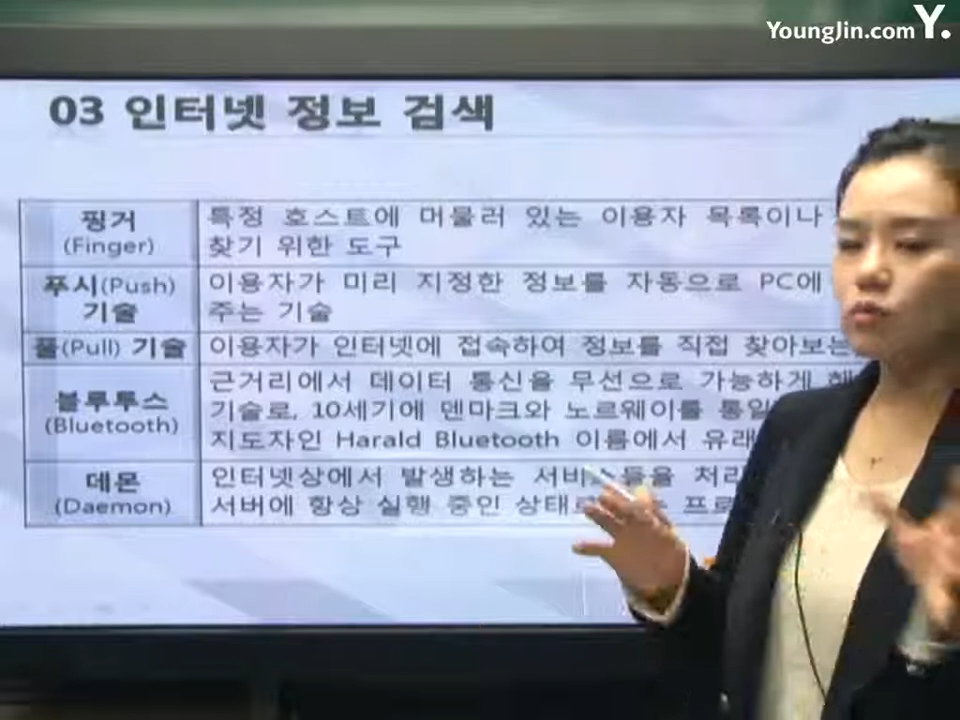 YoungJin.com Y.
03 인터넷 정보 검색
핑거
(Finger)
특정 호스트에 머물러 있는 이용자 목록이나
찾기 위한 도구
푸시(Push)
기술
이용자가 미리 지정한 정보를 자동으로 PC에
주는 기술
풀(Pull) 기술
이용자가 인터넷에 접속하여 정보를 직접 찾아보는
블루투스
(Bluetooth)
근거리에서 데이터 통신을 무선으로 가능하게 해
기술로, 10세기에 덴마크와 노르웨이를 통일
지도자인 Harald Bluetooth 이름에서 유래
데몬
(Daemon)
인터넷상에서 발생하는 서비스들을 처리
서버에 항상 실행 중인 상태로 프로